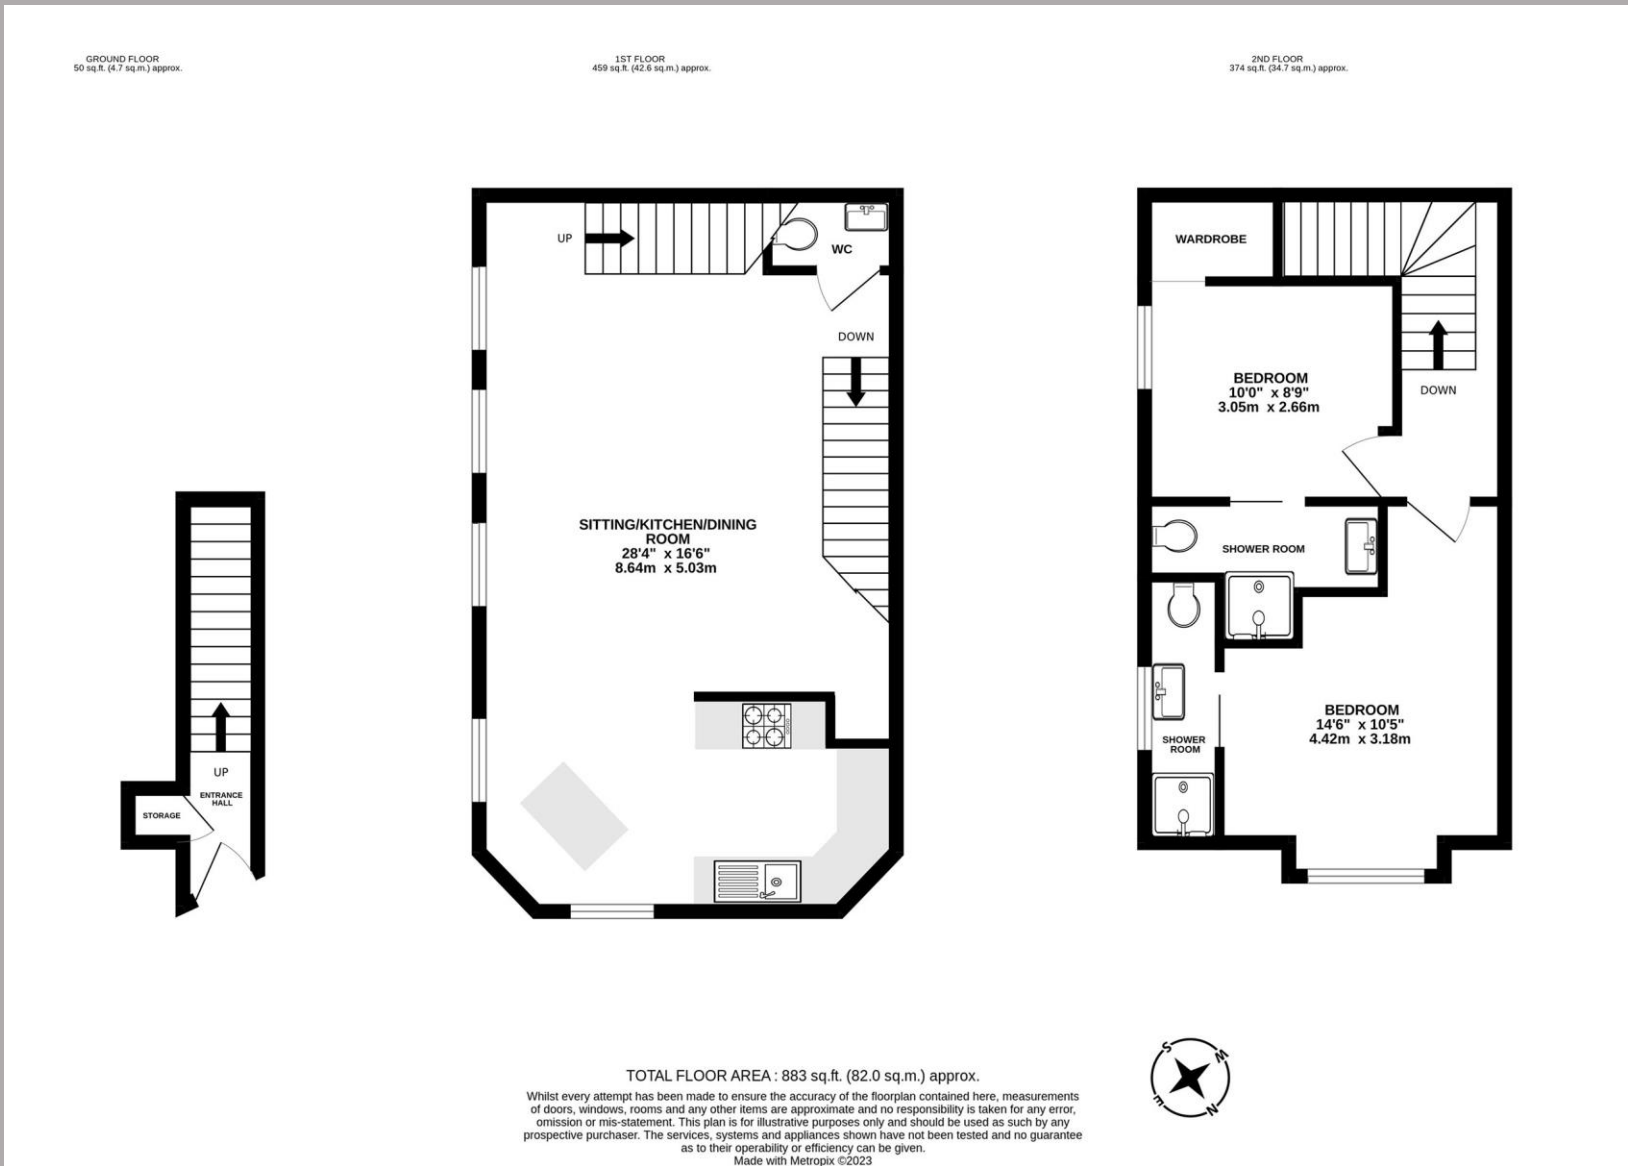 GROUND FLOOR
50 sq.ft. (4.7 sq.m.) approx.
1ST FLOOR
459 sq.ft. (42.6 sq.m.) approx.
2ND FLOOR
374 sq.ft. (34.7 sq.m.) approx.
UP
ENTRANCE
HALL
STORAGE
UP
WC
DOWN
SITTING/KITCHEN/DINING
ROOM
28'4" x 16'6"
8.64m x 5.03m
WARDROBE
BEDROOM
10'0" x 8'9"
3.05m x 2.66m
DOWN
SHOWER ROOM
SHOWER
ROOM
BEDROOM
14'6" x 10'5"
4.42m x 3.18m
S
W
E
N
TOTAL FLOOR AREA : 883 sq.ft. (82.0 sq.m.) approx.
Whilst every attempt has been made to ensure the accuracy of the floorplan contained here, measurements
of doors, windows, rooms and any other items are approximate and no responsibility is taken for any error,
omission or mis-statement. This plan is for illustrative purposes only and should be used as such by any
prospective purchaser. The services, systems and appliances shown have not been tested and no guarantee
as to their operability or efficiency can be given.
Made with Metropix ©2023